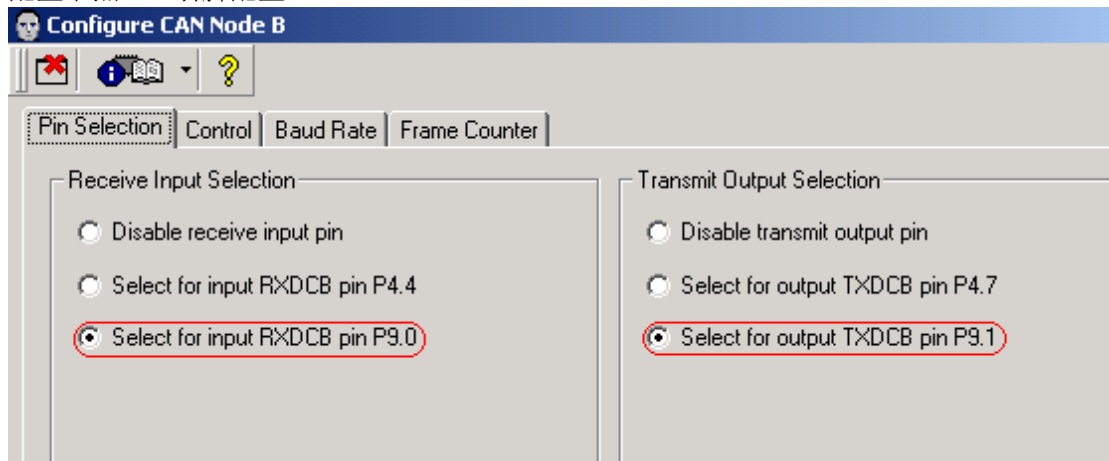 Configure CAN Node B
Pin Selection Control Baud Rate Frame Counter
Receive Input Selection
Disable receive input pin
Select for input RXDCB pin P4.4
Select for input RXDCB pin P9.0
Transmit Output Selection
Disable transmit output pin
Select for output TXDCB pin P4.7
Select for output TXDCB pin P9.1